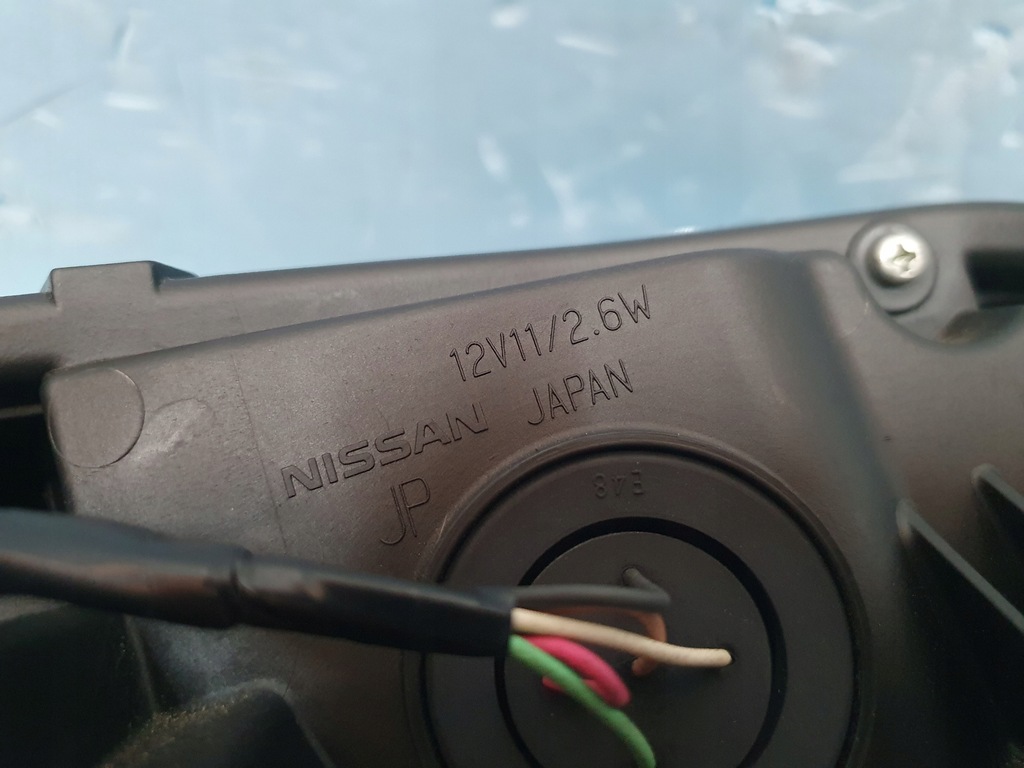 12V11/2.6W
NISSAN JAPAN
JP
E48